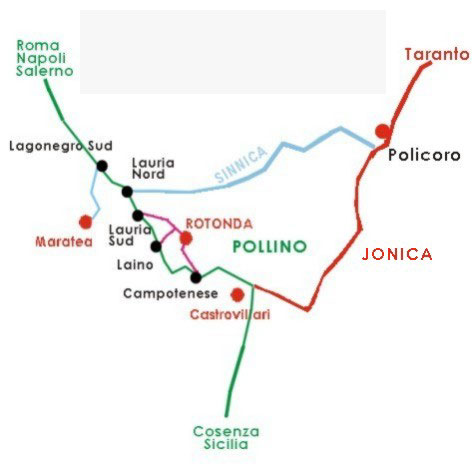 Roma
Napoli
Salerno
Taranto
Lagonegro Sud
Lauria
Nord
SINNICA
Policoro
Maratea
Lauria
Sud
ROTONDA
POLLINO
JONICA
Laino
Campotenese
Castrovillari
Cosenza
Sicilia